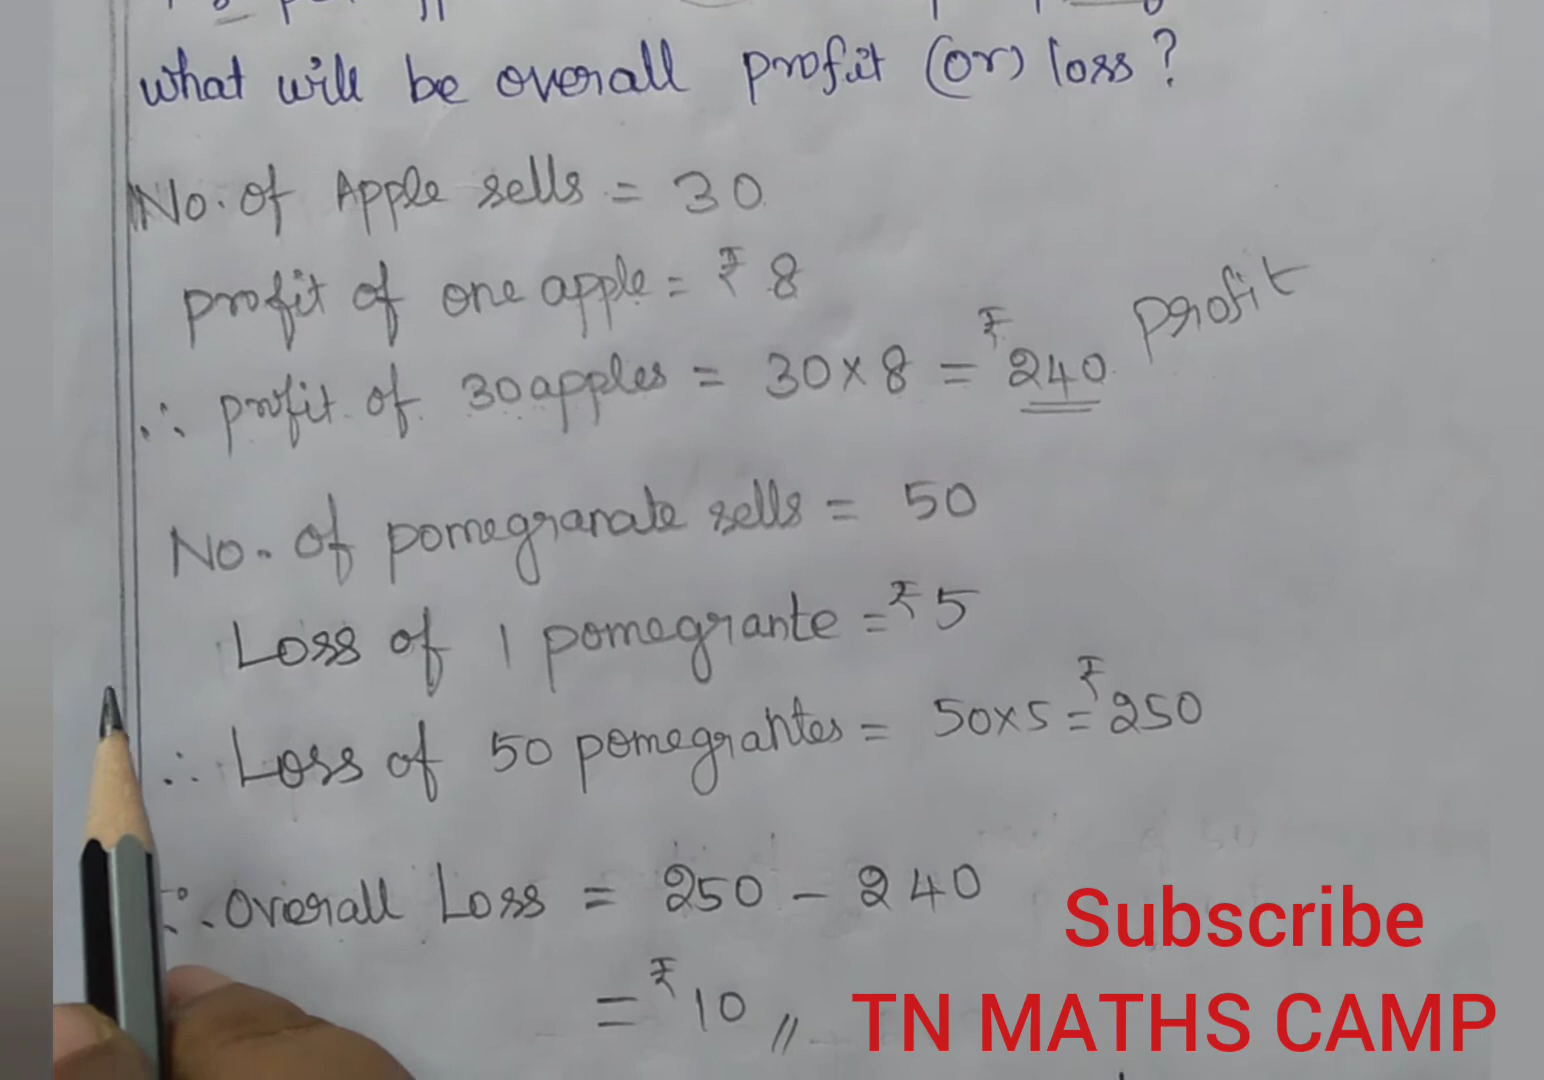 what will be overall profit (or) loss?
No. of Apple sells = 30
profit of one apple = ₹ 8
∴ profit of 30 apples = 30 × 8 = ₹ 240 profit
No. of pomegranate sells = 50
Loss of 1 pomegrante = ₹ 5
∴ Loss of 50 pomegrantes = 50×5 = ₹ 250
∴ Overall Loss = 250 - 240
= ₹ 10 //
Subscribe
TN MATHS CAMP